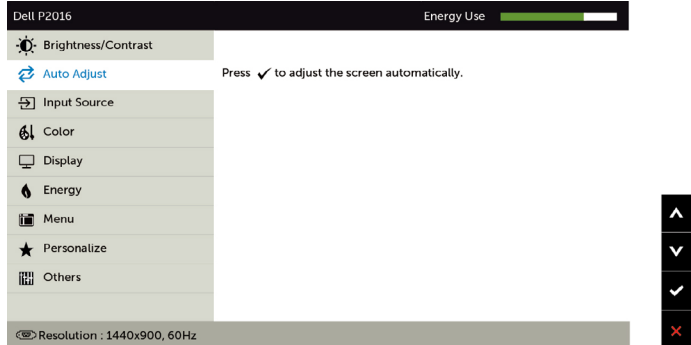 Dell P2016 Energy Use
Brightness/Contrast
Auto Adjust Press ✓ to adjust the screen automatically.
Input Source
Color
Display
Energy
Menu
Personalize
Others
Resolution : 1440x900, 60Hz